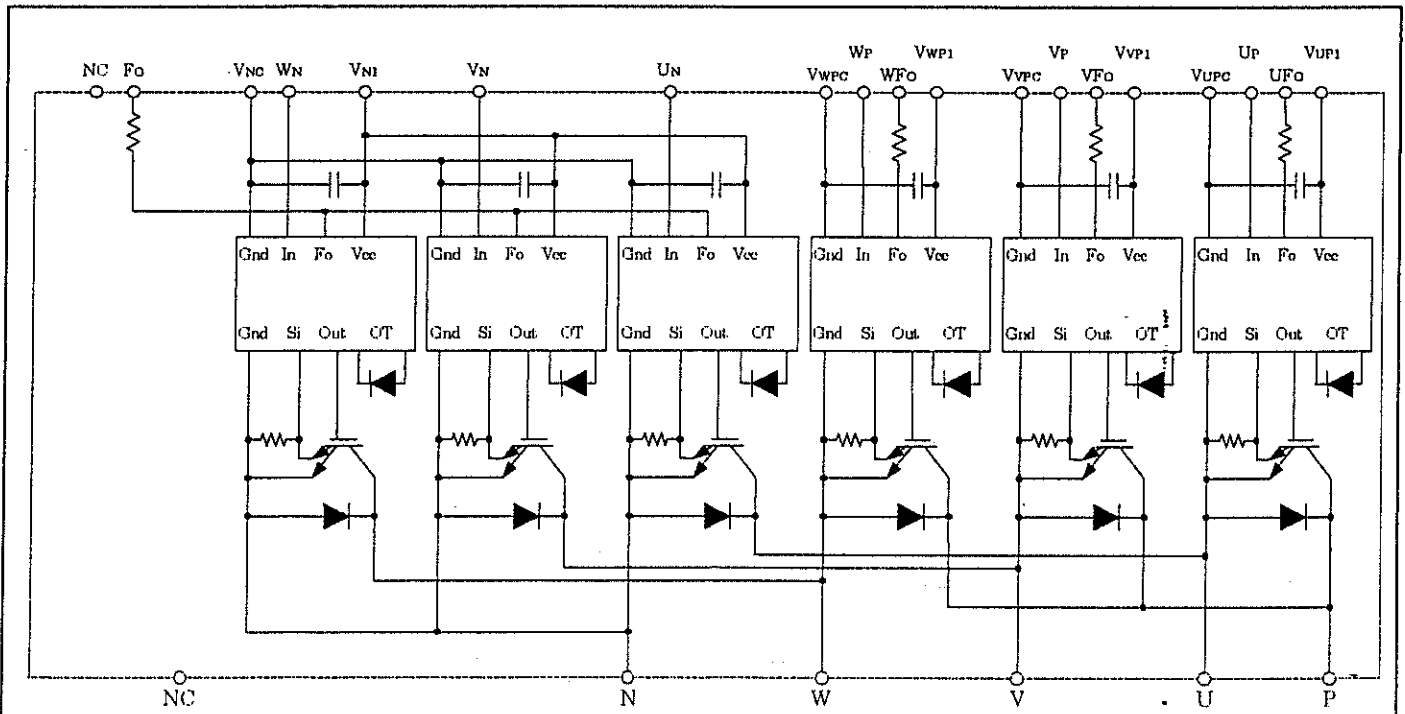 WP VWP1 VP VVP1 UP VUP1
NC FO VNC WN VN1 VN UN VWPC WFO VVPC VFO VUPC UFO
Gnd In Fo Vcc Gnd In Fo Vcc Gnd In Fo Vcc Gnd In Fo Vcc Gnd In Fo Vcc Gnd In Fo Vcc
Gnd Si Out OT Gnd Si Out OT Gnd Si Out OT Gnd Si Out OT Gnd Si Out OT Gnd Si Out OT
NC N W V U P